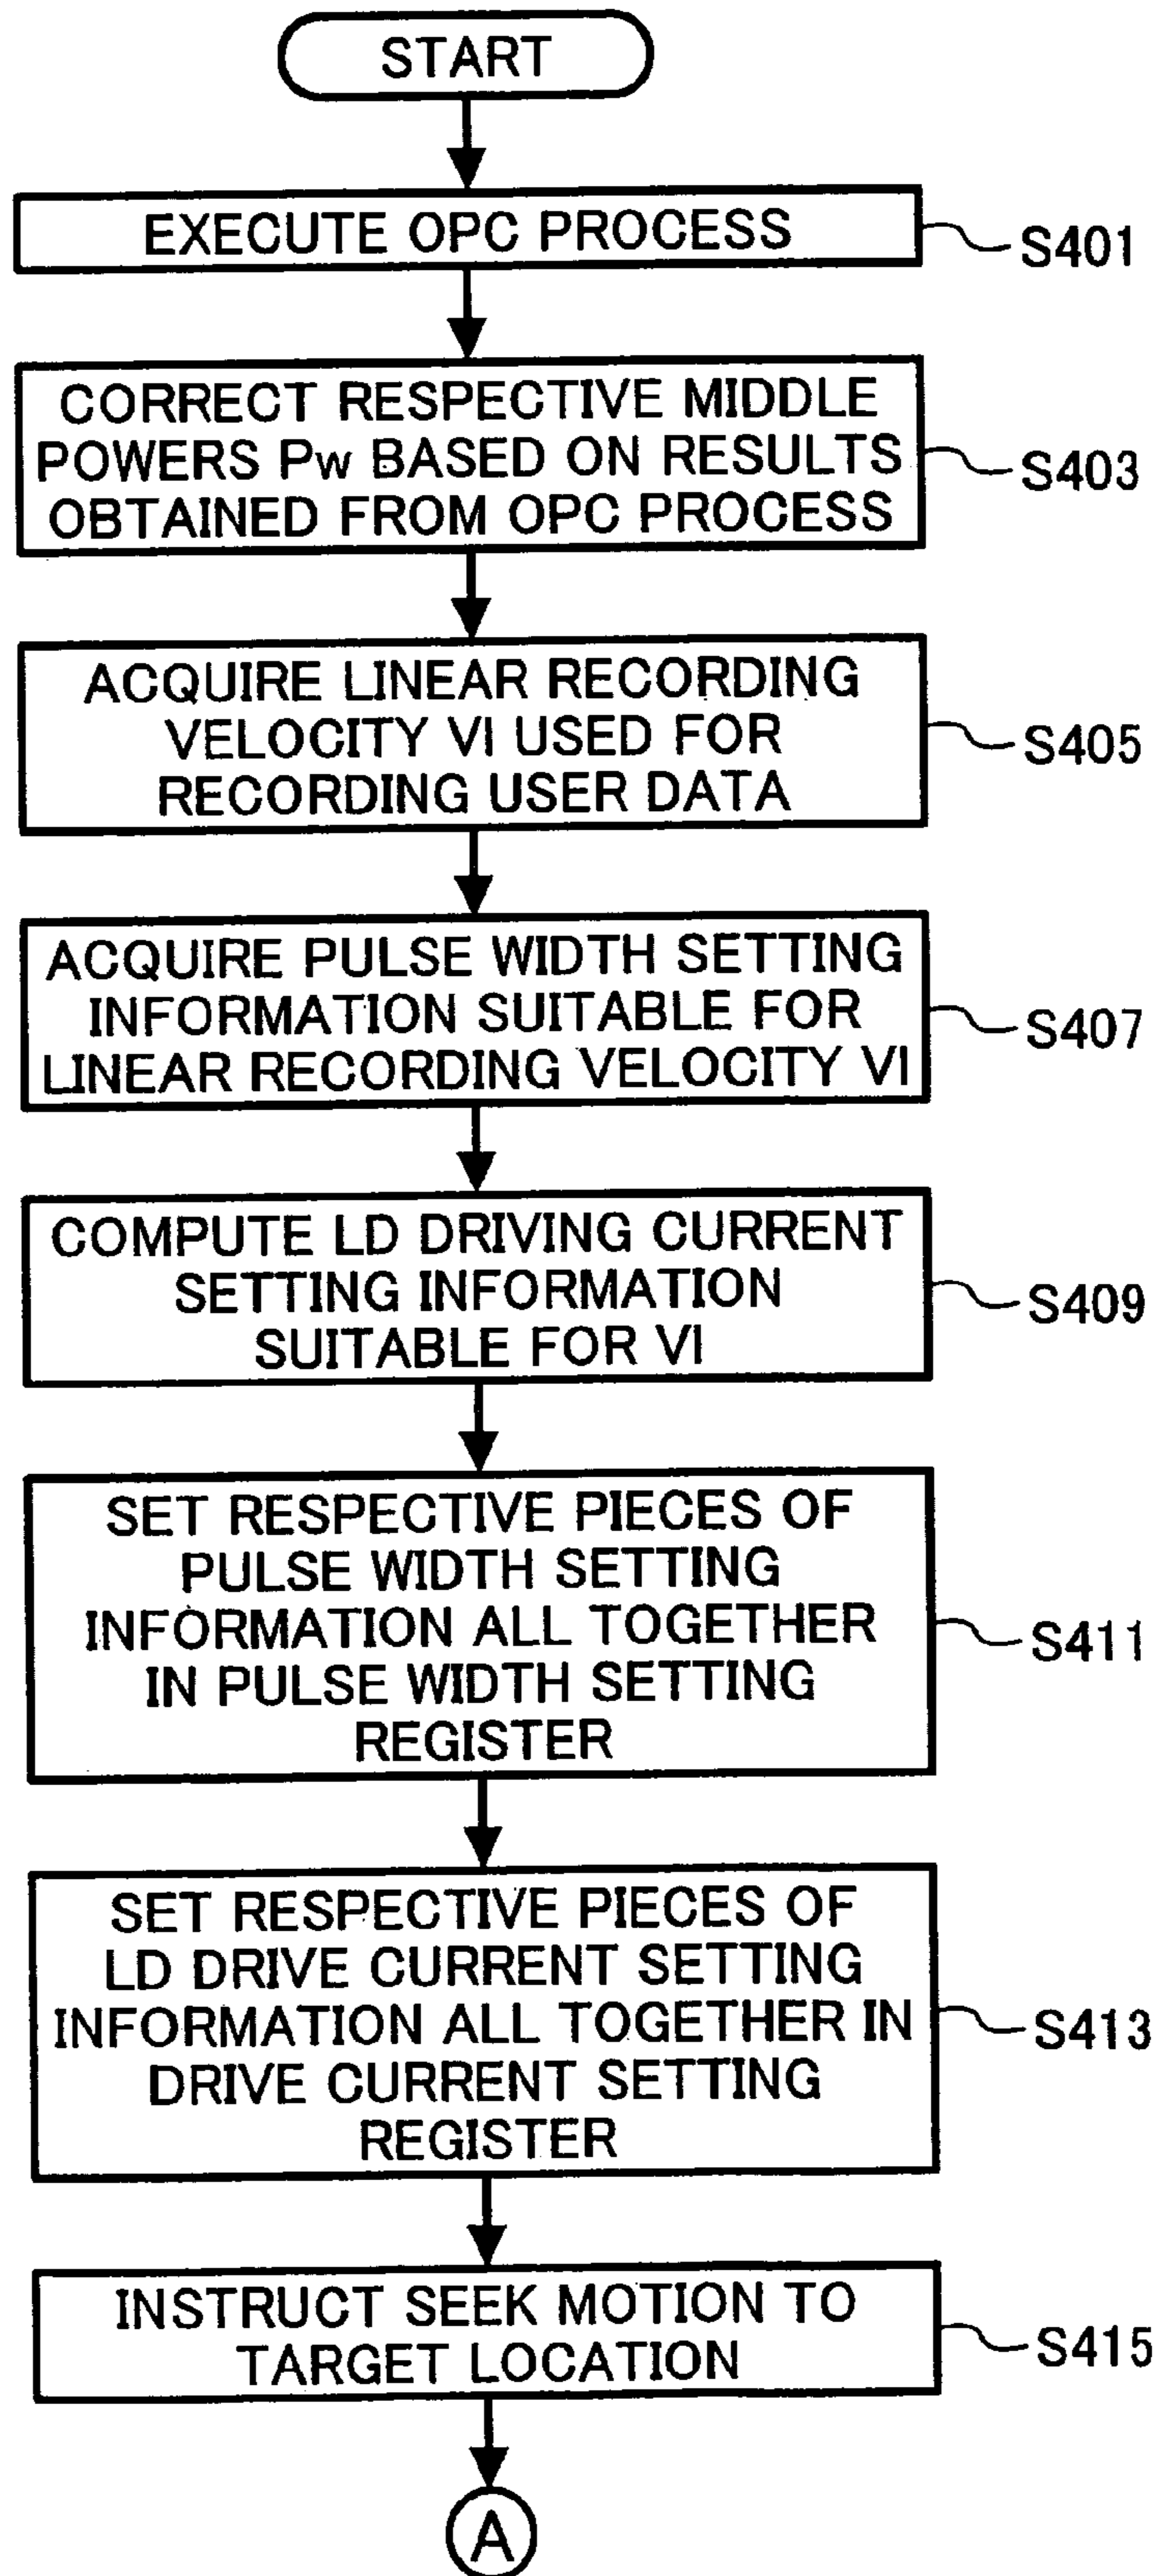 START
EXECUTE OPC PROCESS
S401
CORRECT RESPECTIVE MIDDLE
POWERS Pw BASED ON RESULTS
OBTAINED FROM OPC PROCESS
S403
ACQUIRE LINEAR RECORDING
VELOCITY Vl USED FOR
RECORDING USER DATA
S405
ACQUIRE PULSE WIDTH SETTING
INFORMATION SUITABLE FOR
LINEAR RECORDING VELOCITY Vl
S407
COMPUTE LD DRIVING CURRENT
SETTING INFORMATION
SUITABLE FOR Vl
S409
SET RESPECTIVE PIECES OF
PULSE WIDTH SETTING
INFORMATION ALL TOGETHER
IN PULSE WIDTH SETTING
REGISTER
S411
SET RESPECTIVE PIECES OF
LD DRIVE CURRENT SETTING
INFORMATION ALL TOGETHER IN
DRIVE CURRENT SETTING
REGISTER
S413
INSTRUCT SEEK MOTION TO
TARGET LOCATION
S415
A